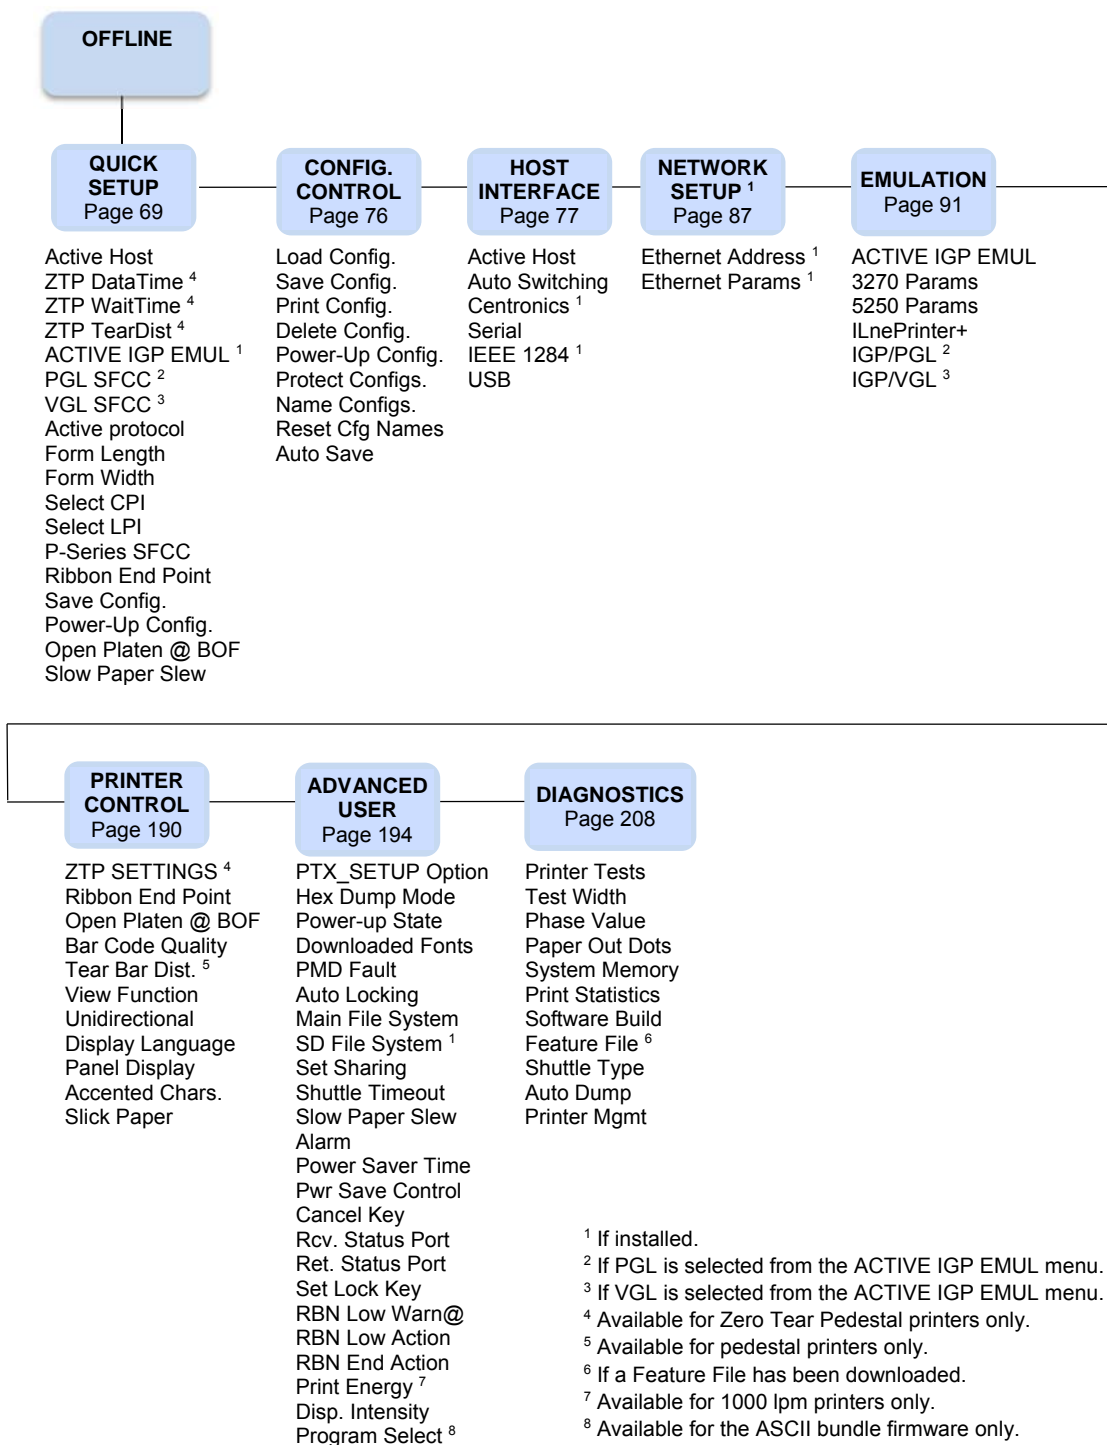 OFFLINE
QUICK
SETUP
Page 69
Active Host
ZTP DataTime ⁴
ZTP WaitTime ⁴
ZTP TearDist ⁴
ACTIVE IGP EMUL ¹
PGL SFCC ²
VGL SFCC ³
Active protocol
Form Length
Form Width
Select CPI
Select LPI
P-Series SFCC
Ribbon End Point
Save Config.
Power-Up Config.
Open Platen @ BOF
Slow Paper Slew
CONFIG.
CONTROL
Page 76
Load Config.
Save Config.
Print Config.
Delete Config.
Power-Up Config.
Protect Configs.
Name Configs.
Reset Cfg Names
Auto Save
HOST
INTERFACE
Page 77
Active Host
Auto Switching
Centronics ¹
Serial
IEEE 1284 ¹
USB
NETWORK
SETUP ¹
Page 87
Ethernet Address ¹
Ethernet Params ¹
EMULATION
Page 91
ACTIVE IGP EMUL
3270 Params
5250 Params
ILnePrinter+
IGP/PGL ²
IGP/VGL ³
PRINTER
CONTROL
Page 190
ZTP SETTINGS ⁴
Ribbon End Point
Open Platen @ BOF
Bar Code Quality
Tear Bar Dist. ⁵
View Function
Unidirectional
Display Language
Panel Display
Accented Chars.
Slick Paper
ADVANCED
USER
Page 194
PTX_SETUP Option
Hex Dump Mode
Power-up State
Downloaded Fonts
PMD Fault
Auto Locking
Main File System
SD File System ¹
Set Sharing
Shuttle Timeout
Slow Paper Slew
Alarm
Power Saver Time
Pwr Save Control
Cancel Key
Rcv. Status Port
Ret. Status Port
Set Lock Key
RBN Low Warn@
RBN Low Action
RBN End Action
Print Energy ⁷
Disp. Intensity
Program Select ⁸
DIAGNOSTICS
Page 208
Printer Tests
Test Width
Phase Value
Paper Out Dots
System Memory
Print Statistics
Software Build
Feature File ⁶
Shuttle Type
Auto Dump
Printer Mgmt
¹ If installed.
² If PGL is selected from the ACTIVE IGP EMUL menu.
³ If VGL is selected from the ACTIVE IGP EMUL menu.
⁴ Available for Zero Tear Pedestal printers only.
⁵ Available for pedestal printers only.
⁶ If a Feature File has been downloaded.
⁷ Available for 1000 lpm printers only.
⁸ Available for the ASCII bundle firmware only.